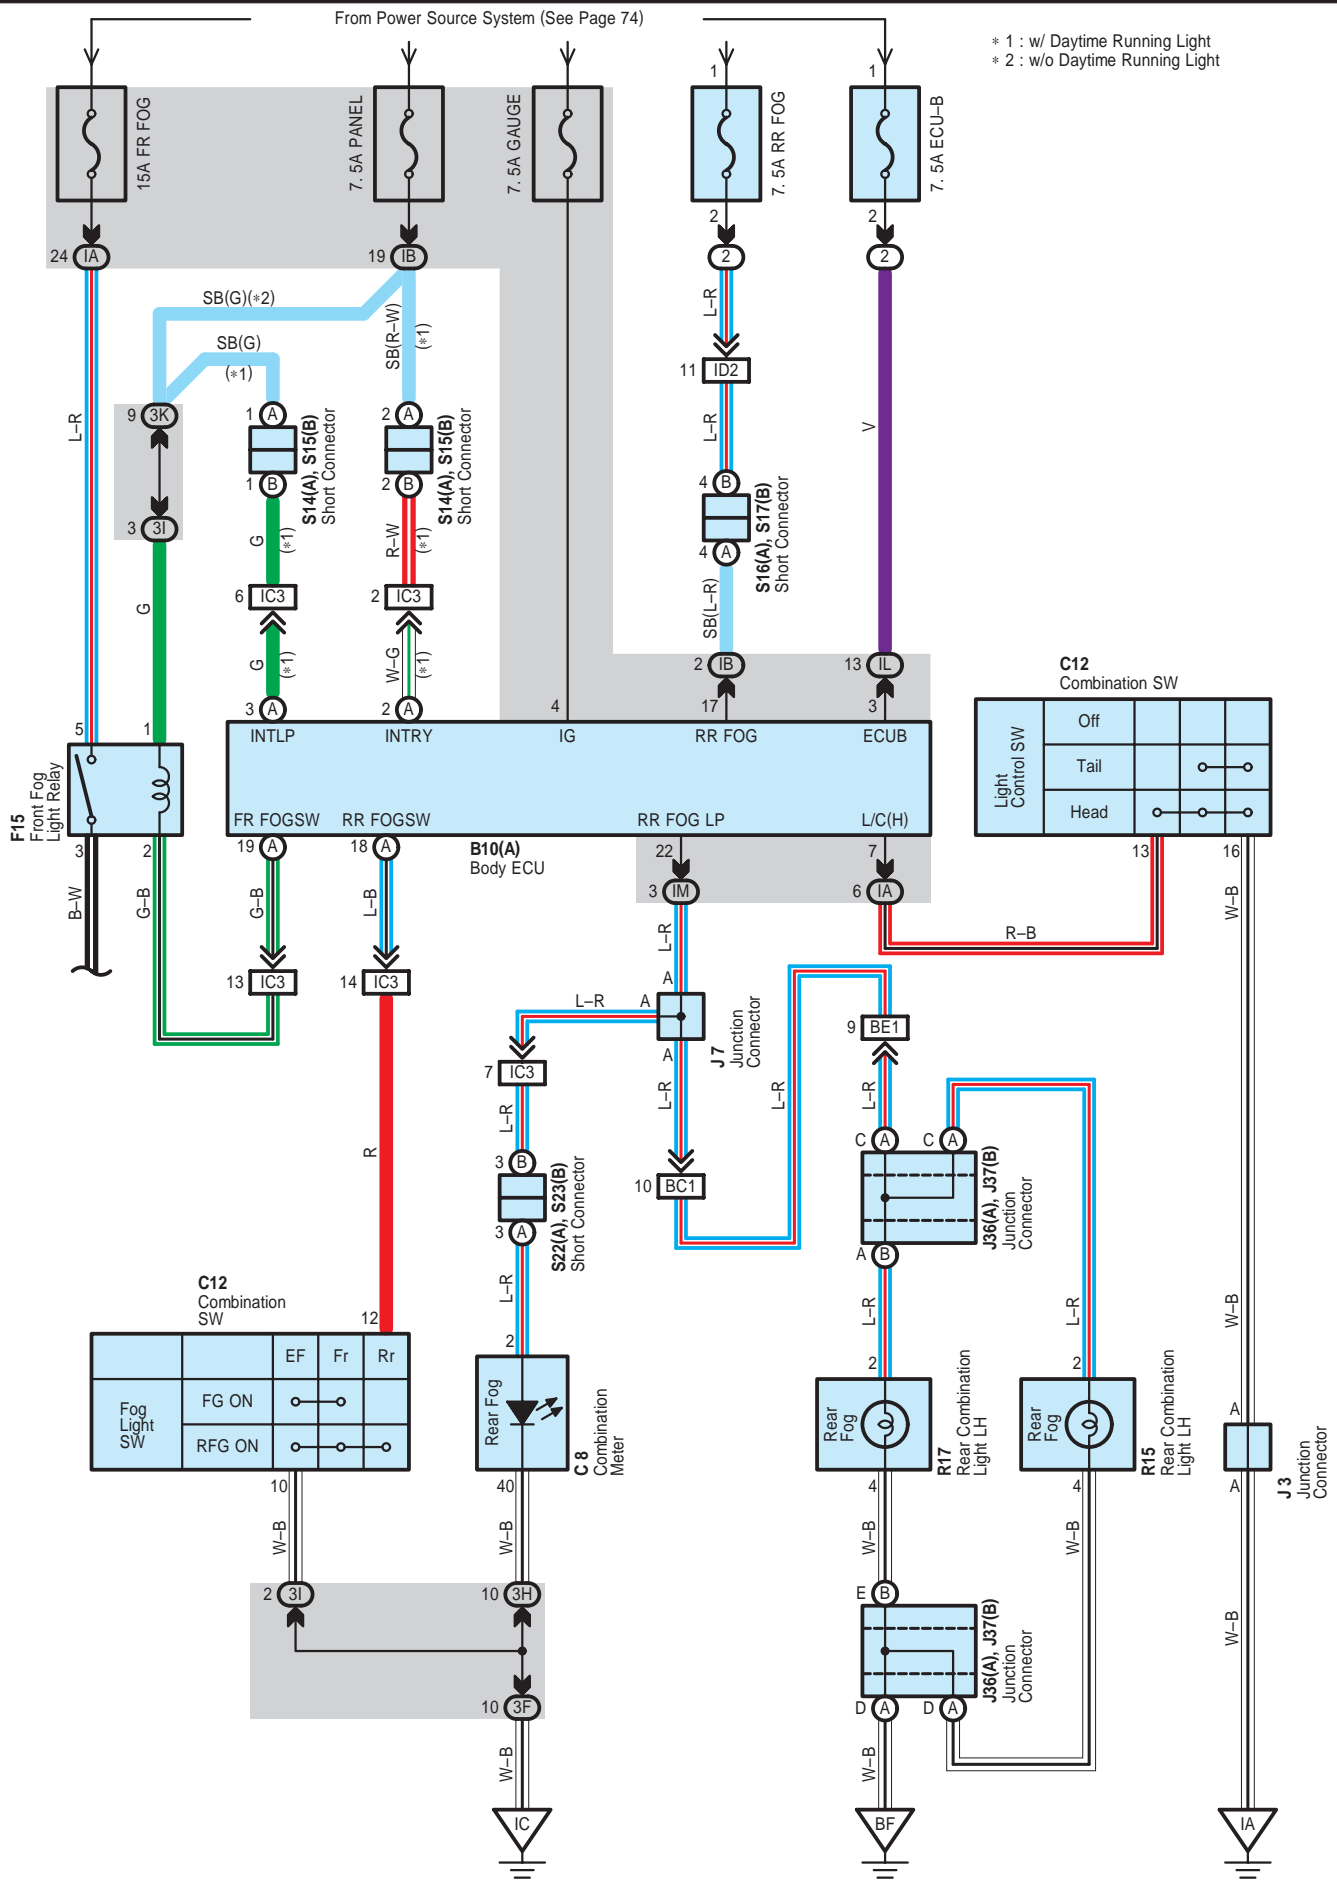 From Power Source System (See Page 74)
∗ 1 : w/ Daytime Running Light
∗ 2 : w/o Daytime Running Light
1
1
15A FR FOG
7. 5A PANEL
7. 5A GAUGE
7. 5A RR FOG
7. 5A ECU–B
2
2
24 IA
19 IB
2
2
SB(G)(∗2)
SB(G)
(∗1)
SB(R–W)
(∗1)
L–R
11 ID2
L–R
L–R
V
9 3K
1 A
2 A
S14(A), S15(B)
Short Connector
S14(A), S15(B)
Short Connector
1 B
2 B
3 3I
4 B
S16(A), S17(B)
Short Connector
4 A
G
(∗1)
R–W
(∗1)
6 IC3
2 IC3
G
SB(L–R)
G
(∗1)
W–G
(∗1)
2 IB
13 IL
C12
Combination SW
3 A
2 A
4
17
3
5
1
INTLP
INTRY
IG
RR FOG
ECUB
F15
Front Fog
Light Relay
Light
Control SW
Off
Tail
Head
FR FOGSW
RR FOGSW
RR FOG LP
L/C(H)
3
2
19 A
18 A
B10(A)
Body ECU
22
7
13
16
3 IM
6 IA
B–W
G–B
G–B
L–B
L–R
R–B
W–B
13 IC3
14 IC3
A
L–R
A
J 7
Junction
Connector
A
9 BE1
7 IC3
L–R
L–R
L–R
L–R
C A
C A
J36(A), J37(B)
Junction
Connector
R
3 B
S22(A), S23(B)
Short Connector
3 A
10 BC1
A B
L–R
L–R
L–R
W–B
C12
Combination
SW
12
2
2
2
EF
Fr
Rr
Fog
Light
SW
FG ON
RFG ON
Rear Fog
C 8
Combination
Meter
Rear
Fog
R17
Rear Combination
Light LH
Rear
Fog
R15
Rear Combination
Light LH
A
J 3
Junction
Connector
A
10
40
4
4
W–B
W–B
W–B
W–B
2 3I
10 3H
E B
J36(A), J37(B)
Junction
Connector
W–B
10 3F
D A
D A
W–B
W–B
IC
BF
IA